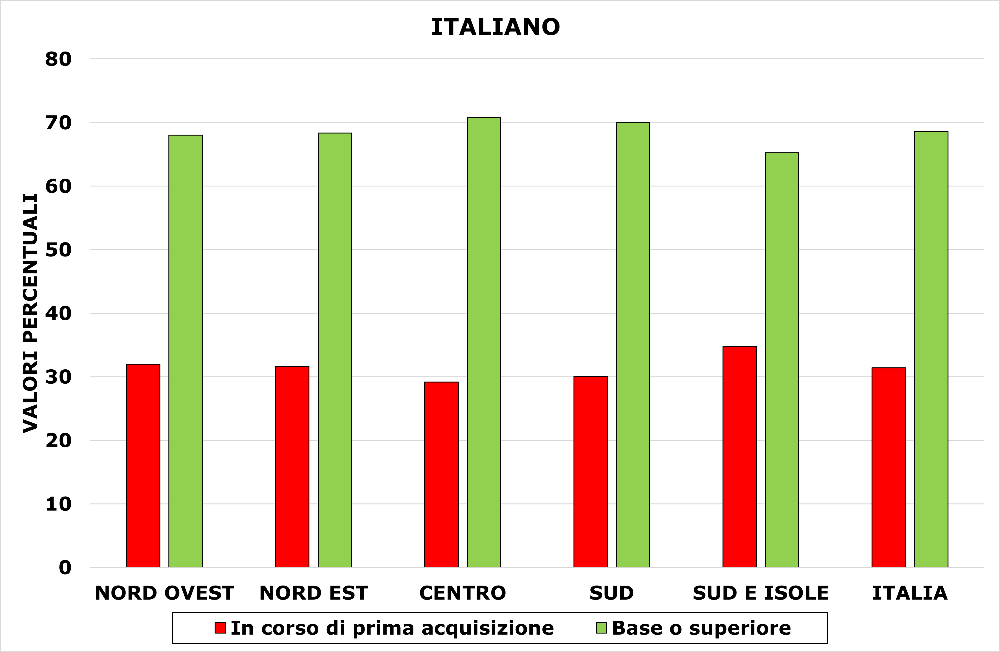 ITALIANO
80
70
60
50
40
30
20
10
0
VALORI PERCENTUALI
NORD OVEST NORD EST CENTRO SUD SUD E ISOLE ITALIA
In corso di prima acquisizione Base o superiore